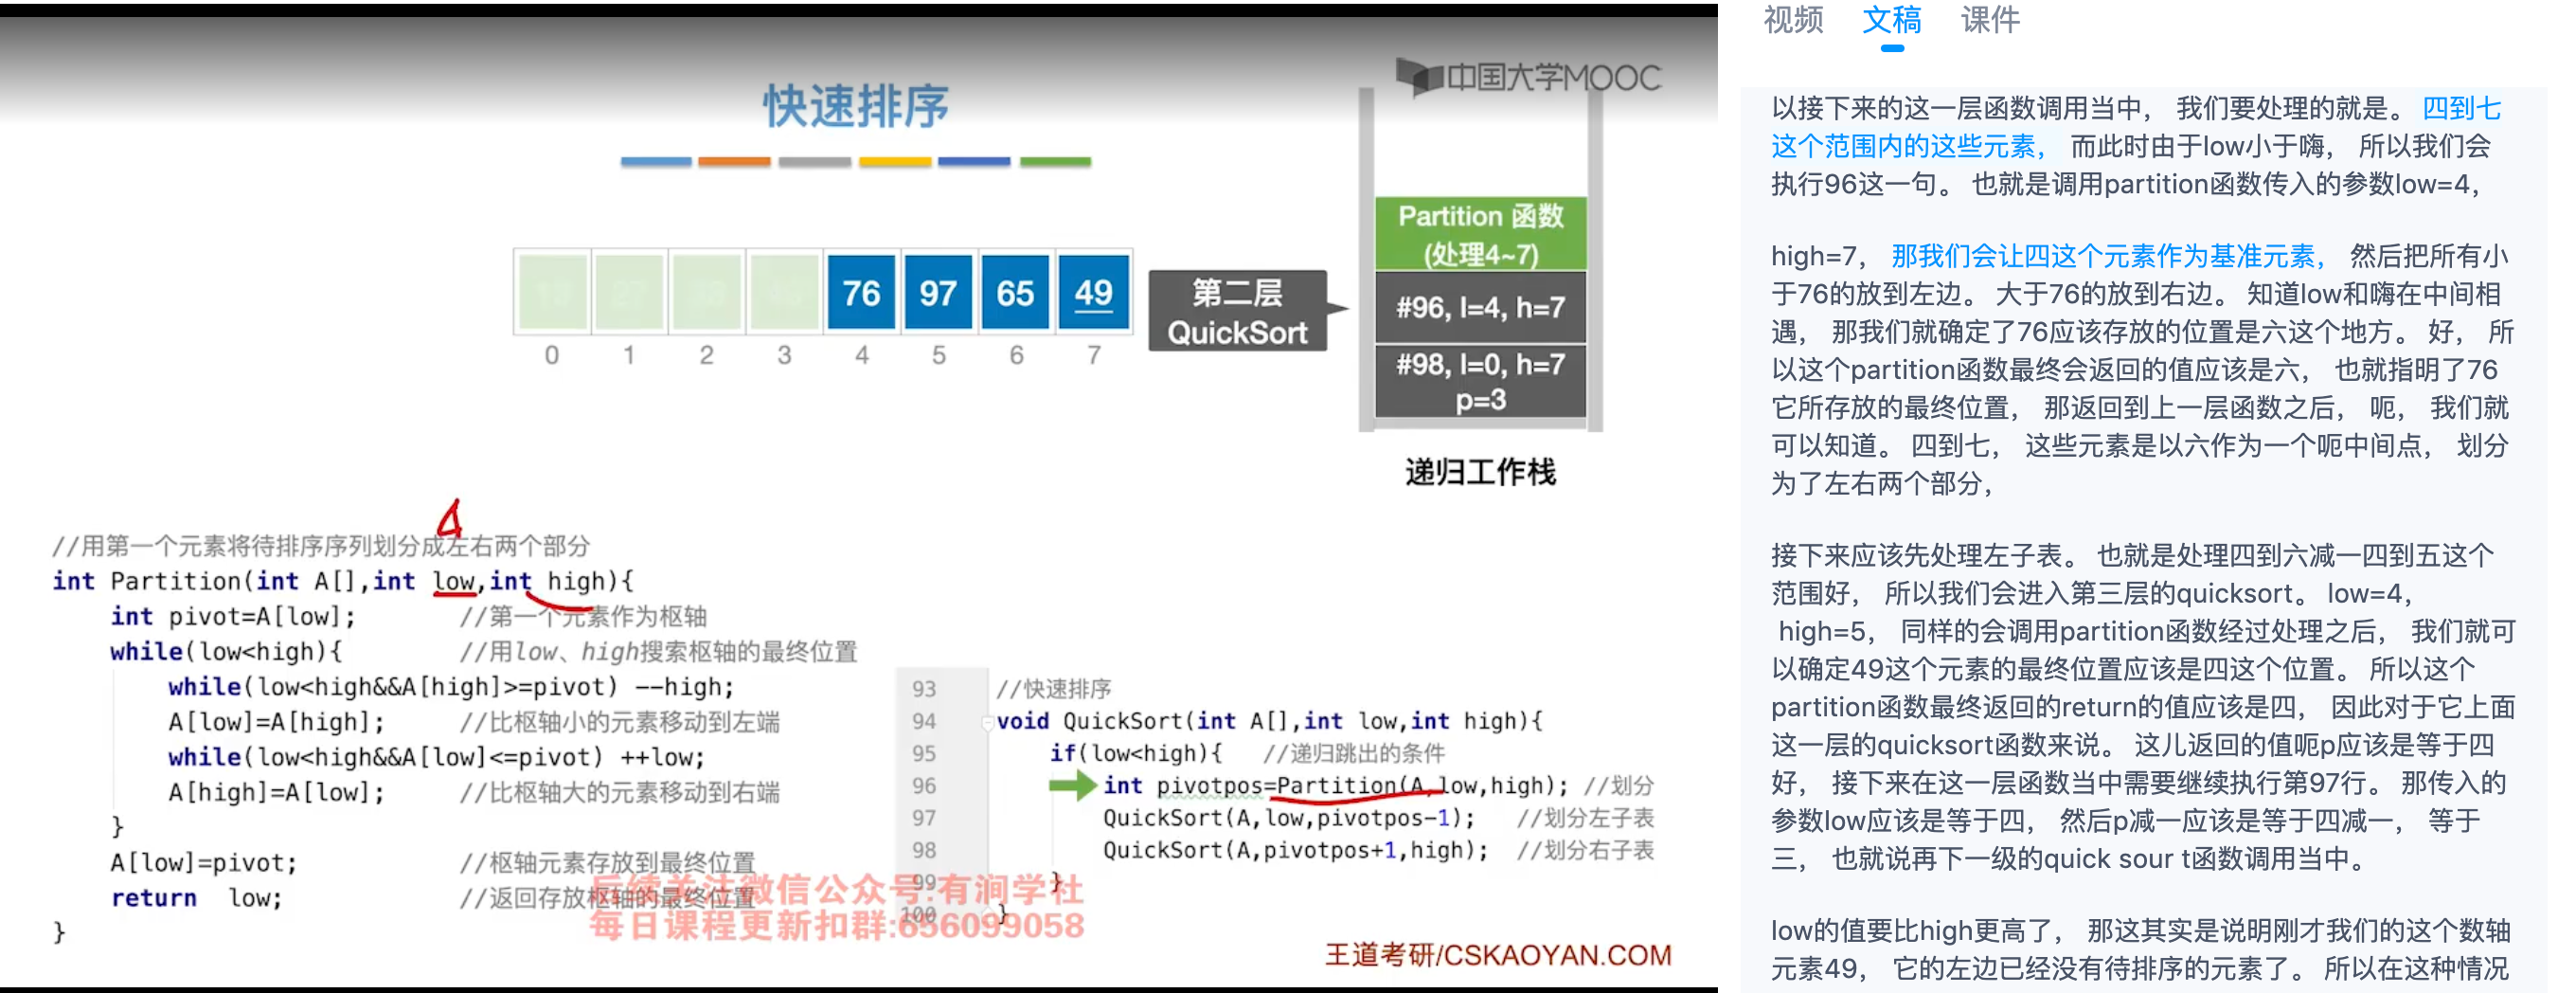 快速排序
中国大学MOOC
76 97 65 49
0 1 2 3 4 5 6 7
第二层
QuickSort
Partition 函数
(处理4~7)
#96, l=4, h=7
#98, l=0, h=7
p=3
递归工作栈
4
//用第一个元素将待排序序列划分成左右两个部分
int Partition(int A[],int low,int high){
int pivot=A[low]; //第一个元素作为枢轴
while(low<high){ //用low、high搜索枢轴的最终位置
while(low<high&&A[high]>=pivot) --high;
A[low]=A[high]; //比枢轴小的元素移动到左端
while(low<high&&A[low]<=pivot) ++low;
A[high]=A[low]; //比枢轴大的元素移动到右端
}
A[low]=pivot; //枢轴元素存放到最终位置
return low; //返回存放枢轴的最终位置
}
93 //快速排序
94 void QuickSort(int A[],int low,int high){
95 if(low<high){ //递归跳出的条件
96 int pivotpos=Partition(A,low,high); //划分
97 QuickSort(A,low,pivotpos-1); //划分左子表
98 QuickSort(A,pivotpos+1,high); //划分右子表
99 }
100 }
后续关注微信公众号:有涧学社
每日课程更新扣群:656099058
王道考研/CSKAOYAN.COM
视频 文稿 课件
以接下来的这一层函数调用当中， 我们要处理的就是。 四到七
这个范围内的这些元素， 而此时由于low小于嗨， 所以我们会
执行96这一句。 也就是调用partition函数传入的参数low=4，
high=7， 那我们会让四这个元素作为基准元素， 然后把所有小
于76的放到左边。 大于76的放到右边。 知道low和嗨在中间相
遇， 那我们就确定了76应该存放的位置是六这个地方。 好， 所
以这个partition函数最终会返回的值应该是六， 也就指明了76
它所存放的最终位置， 那返回到上一层函数之后， 呃， 我们就
可以知道。 四到七， 这些元素是以六作为一个呃中间点， 划分
为了左右两个部分，
接下来应该先处理左子表。 也就是处理四到六减一四到五这个
范围好， 所以我们会进入第三层的quicksort。 low=4，
high=5， 同样的会调用partition函数经过处理之后， 我们就可
以确定49这个元素的最终位置应该是四这个位置。 所以这个
partition函数最终返回的return的值应该是四， 因此对于它上面
这一层的quicksort函数来说。 这儿返回的值呃p应该是等于四
好， 接下来在这一层函数当中需要继续执行第97行。 那传入的
参数low应该是等于四， 然后p减一应该是等于四减一， 等于
三， 也就说再下一级的quick sour t函数调用当中。
low的值要比high更高了， 那这其实是说明刚才我们的这个数轴
元素49， 它的左边已经没有待排序的元素了。 所以在这种情况